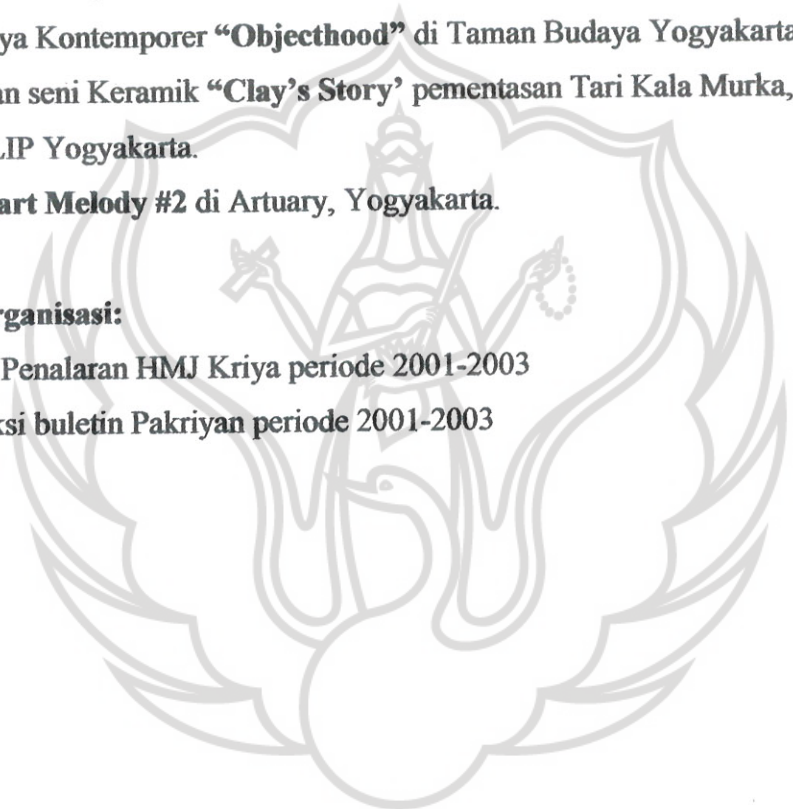 ya Kontemporer “Objecthood” di Taman Budaya Yogyakarta
an seni Keramik “Clay’s Story’ pementasan Tari Kala Murka,
LIP Yogyakarta.
art Melody #2 di Artuary, Yogyakarta.
rganisasi:
Penalaran HMJ Kriya periode 2001-2003
ksi buletin Pakriyan periode 2001-2003